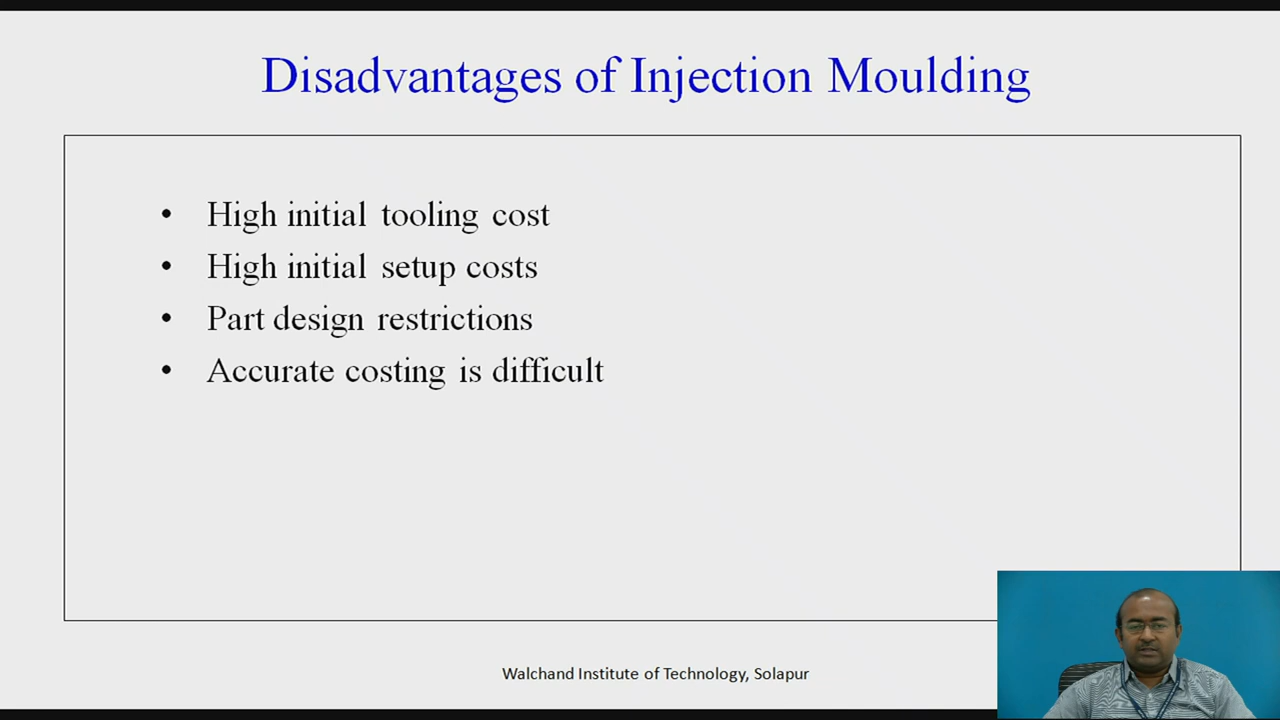 Disadvantages of Injection Moulding
• High initial tooling cost
• High initial setup costs
• Part design restrictions
• Accurate costing is difficult
Walchand Institute of Technology, Solapur